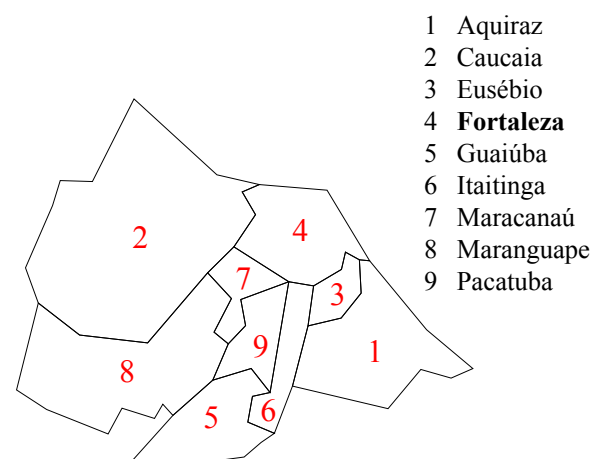 1 Aquiraz
2 Caucaia
3 Eusébio
4 Fortaleza
5 Guaiúba
6 Itaitinga
7 Maracanaú
8 Maranguape
9 Pacatuba
2
4
7
3
9
1
8
5
6